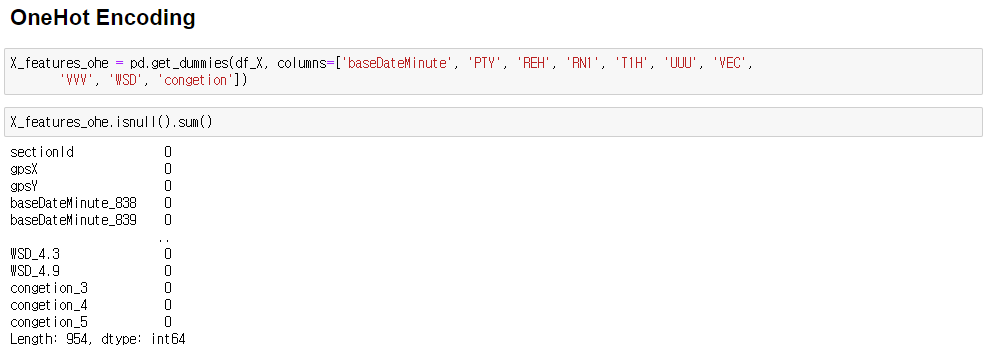 OneHot Encoding
X_features_ohe = pd.get_dummies(df_X, columns=['baseDateMinute', 'PTY', 'REH', 'RN1', 'T1H', 'UUU', 'VEC',
'VVV', 'WSD', 'congetion'])
X_features_ohe.isnull().sum()
sectionId 0
gpsX 0
gpsY 0
baseDateMinute_838 0
baseDateMinute_839 0
..
WSD_4.3 0
WSD_4.9 0
congetion_3 0
congetion_4 0
congetion_5 0
Length: 954, dtype: int64